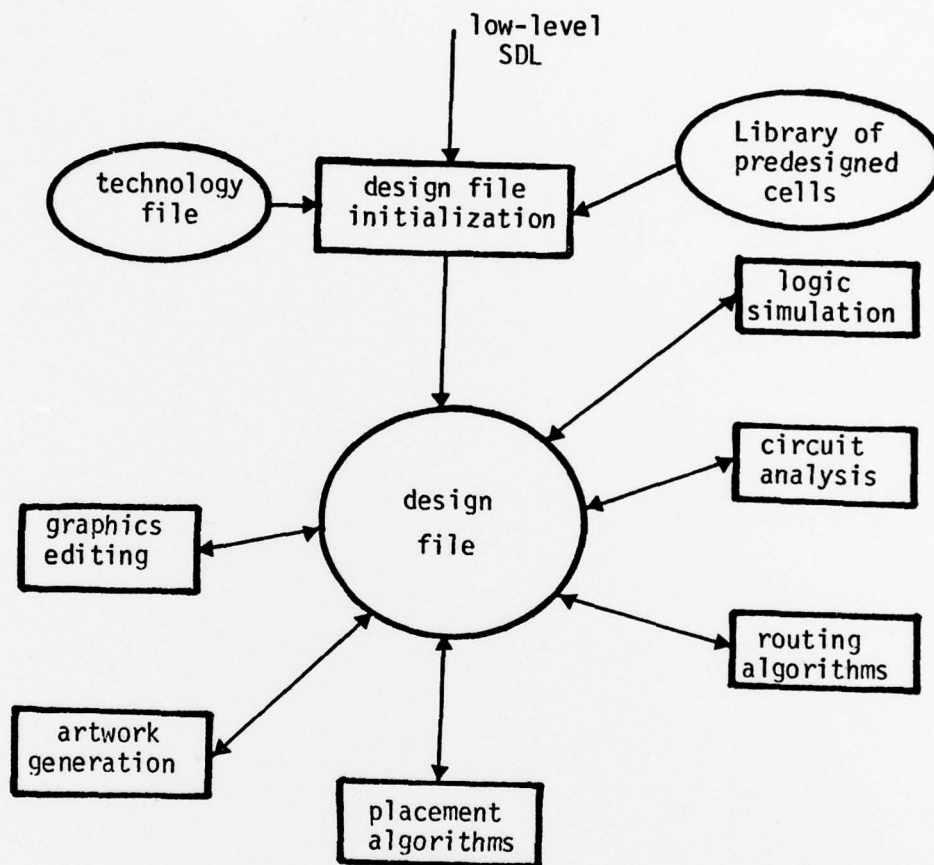 low-level
SDL
Library of
predesigned
cells
technology
file
design file
initialization
logic
simulation
circuit
analysis
design
file
graphics
editing
routing
algorithms
artwork
generation
placement
algorithms